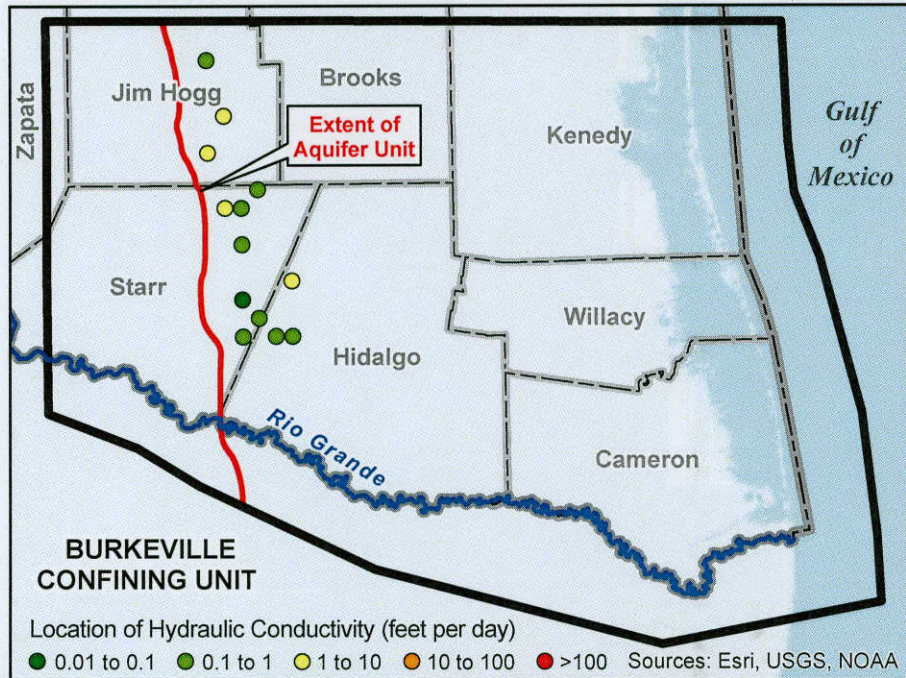 Zapata
Jim Hogg
Brooks
Kenedy
Gulf
of
Mexico
Extent of
Aquifer Unit
Starr
Willacy
Hidalgo
Rio Grande
Cameron
BURKEVILLE
CONFINING UNIT
Location of Hydraulic Conductivity (feet per day)
0.01 to 0.1 0.1 to 1 1 to 10 10 to 100 >100 Sources: Esri, USGS, NOAA